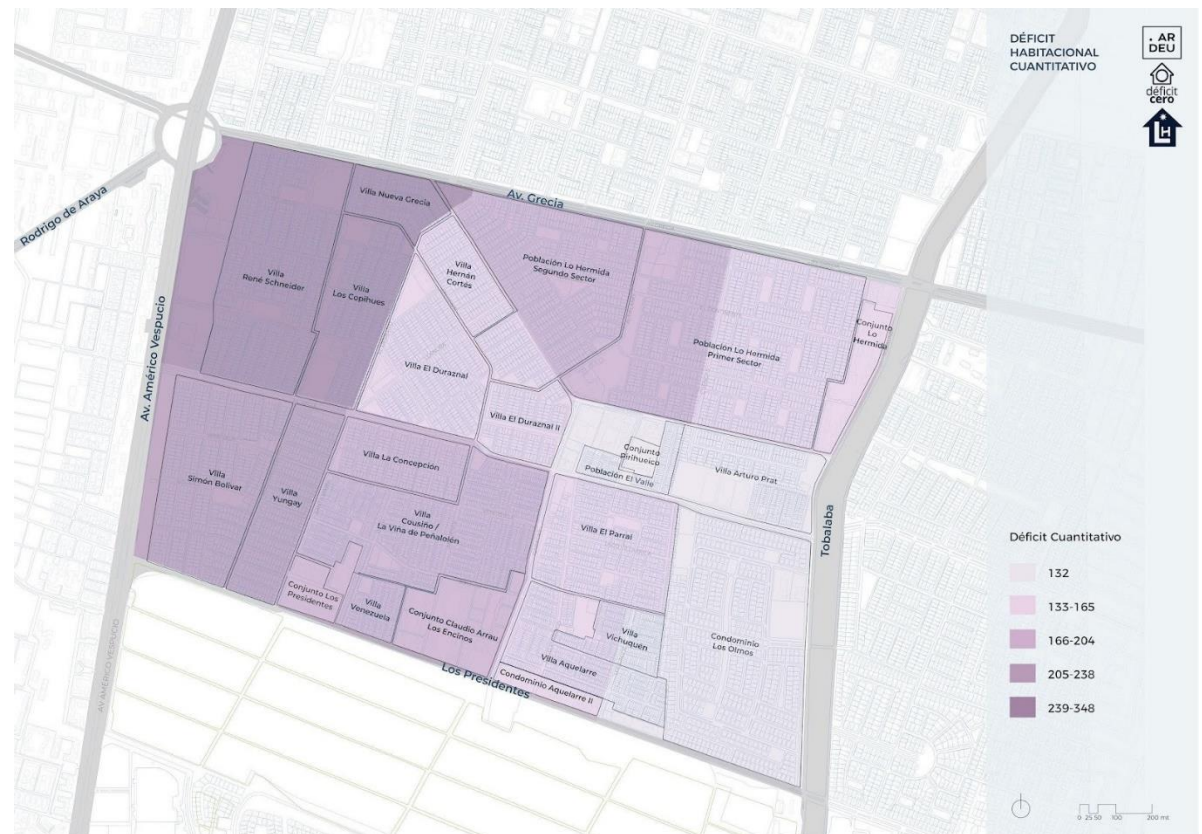 DÉFICIT
HABITACIONAL
CUANTITATIVO
. AR
DEU
déficit
cero
LH
Rodrigo de Araya
Av. Grecia
Villa Nueva Grecia
Villa
René Schneider
Villa
Los Copihues
Villa
Hernán
Cortés
Población Lo Hermida
Segundo Sector
Población Lo Hermida
Primer Sector
Conjunto
Lo
Hermida
Av. Américo Vespucio
Villa El Duraznal
Villa El Duraznal II
Conjunto
Pirihueico
Población El Valle
Villa Arturo Prat
Villa La Concepción
Villa
Simón Bolívar
Villa
Yungay
Villa
Cousiño /
La Viña de Peñalolén
Villa El Parral
Tobalaba
Conjunto Los
Presidentes
Villa
Venezuela
Conjunto Claudio Arrau
Los Encinos
Villa
Vichuquén
Villa Aquelarre
Condominio Aquelarre II
Condominio
Los Olmos
Los Presidentes
AV AMÉRICO VESPUCIO
Déficit Cuantitativo
132
133-165
166-204
205-238
239-348
0 25 50 100 200 mt